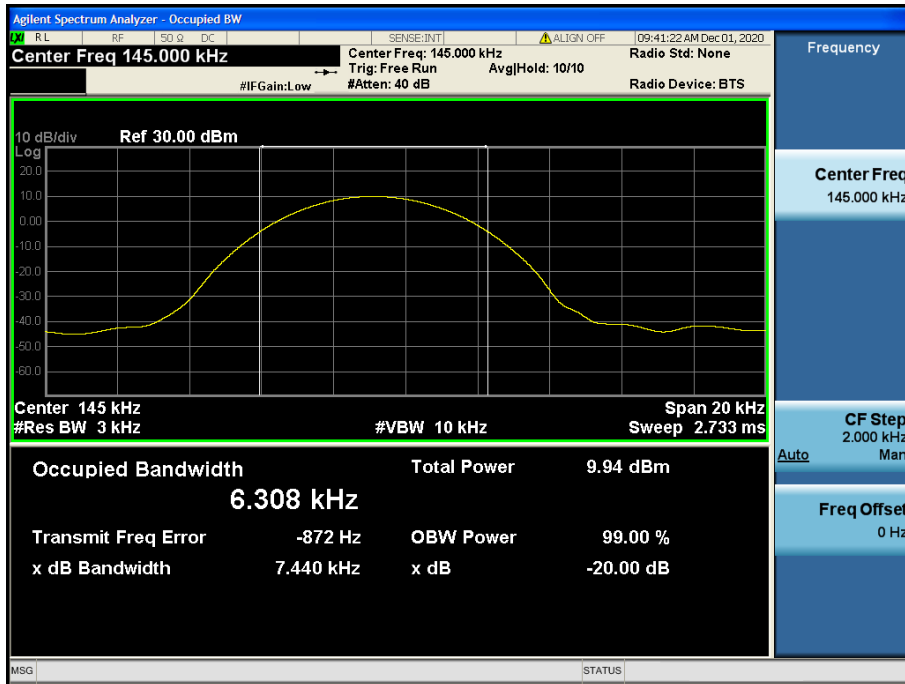 Agilent Spectrum Analyzer - Occupied BW
LXI RL RF 50 Ω DC SENSE:INT ALIGN OFF 09:41:22 AM Dec 01, 2020
Center Freq 145.000 kHz
Center Freq: 145.000 kHz Radio Std: None
Trig: Free Run Avg|Hold: 10/10
#IFGain:Low #Atten: 40 dB Radio Device: BTS
Frequency
10 dB/div Ref 30.00 dBm
Log
20.0
10.0
0.00
-10.0
-20.0
-30.0
-40.0
-50.0
-60.0
Center 145 kHz Span 20 kHz
#Res BW 3 kHz #VBW 10 kHz Sweep 2.733 ms
Occupied Bandwidth Total Power 9.94 dBm
6.308 kHz
Transmit Freq Error -872 Hz OBW Power 99.00 %
x dB Bandwidth 7.440 kHz x dB -20.00 dB
Center Freq
145.000 kHz
CF Step
2.000 kHz
Auto Man
Freq Offset
0 Hz
MSG STATUS